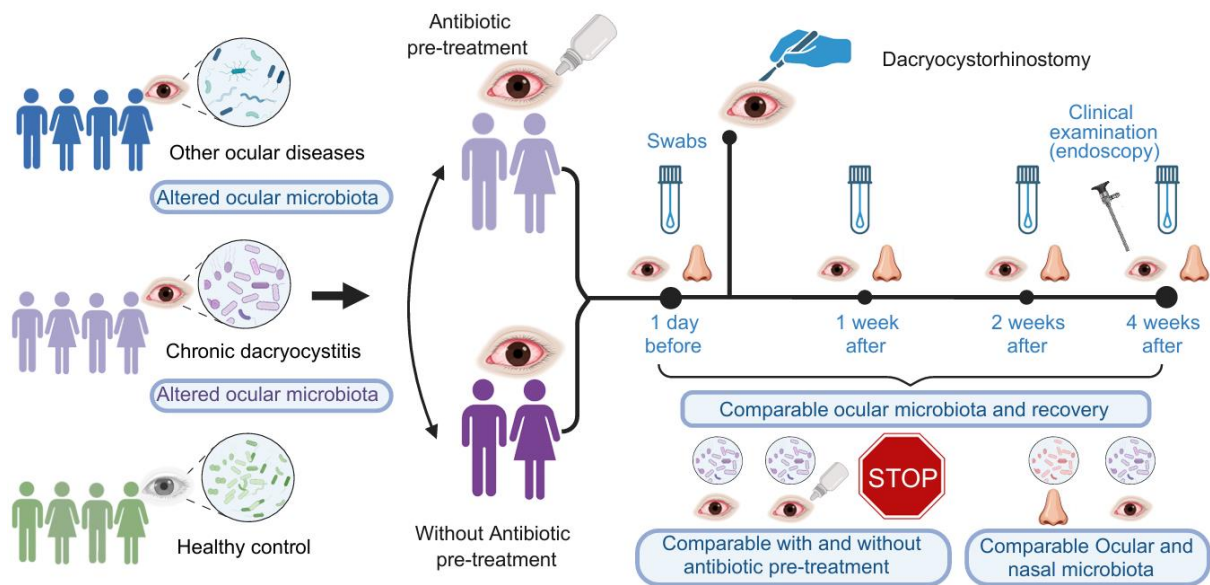 Other ocular diseases
Altered ocular microbiota
Chronic dacryocystitis
Altered ocular microbiota
Healthy control
Antibiotic
pre-treatment
Without Antibiotic
pre-treatment
Dacryocystorhinostomy
Swabs
Clinical
examination
(endoscopy)
1 day
before
1 week
after
2 weeks
after
4 weeks
after
Comparable ocular microbiota and recovery
STOP
Comparable with and without
antibiotic pre-treatment
Comparable Ocular and
nasal microbiota